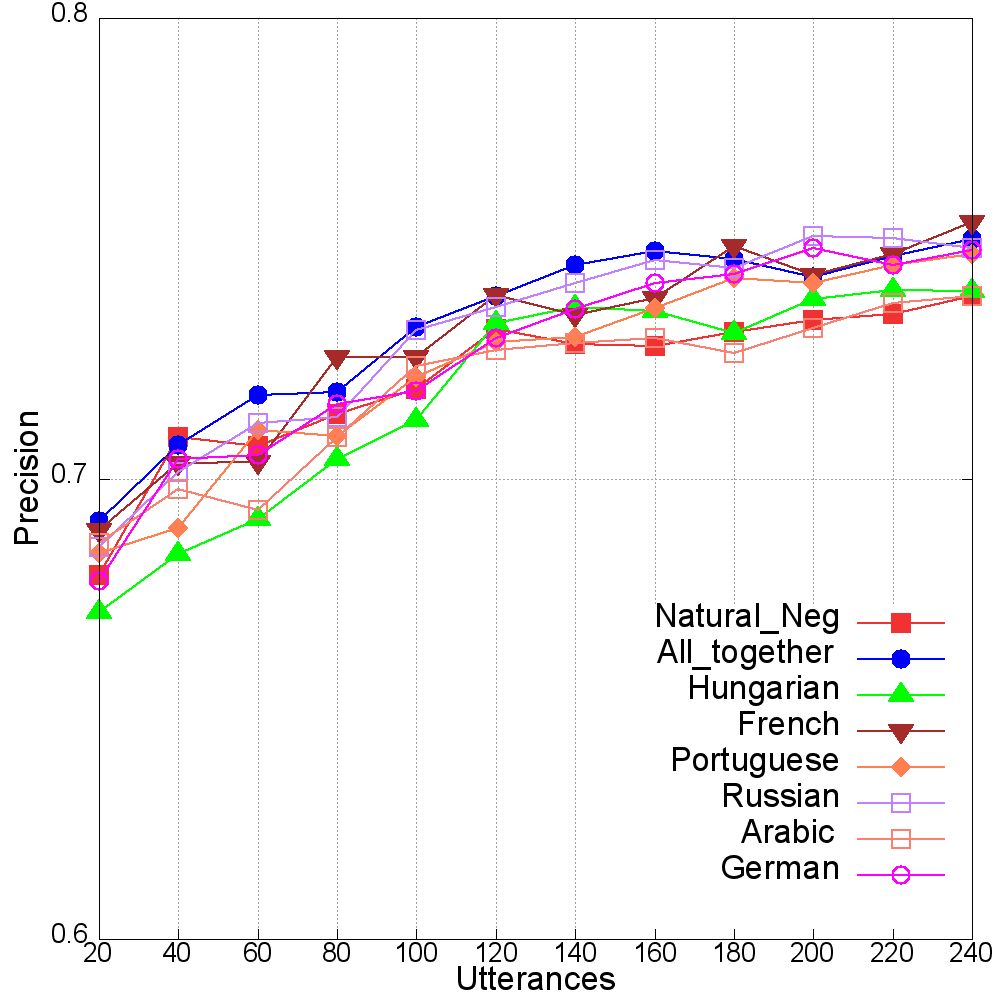 0.8
0.7
0.6
Precision
Natural_Neg
All_together
Hungarian
French
Portuguese
Russian
Arabic
German
20 40 60 80 100 120 140 160 180 200 220 240
Utterances